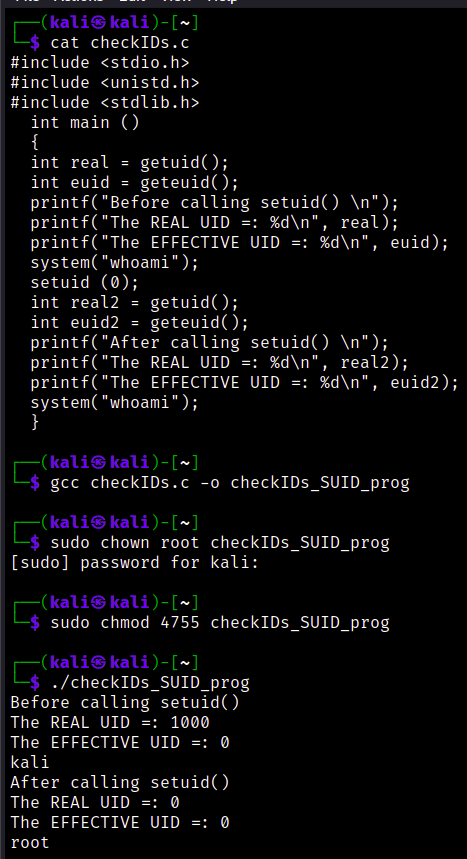 ┌──(kali㉿kali)-[~]
└─$ cat checkIDs.c
#include <stdio.h>
#include <unistd.h>
#include <stdlib.h>
  int main ()
  {
  int real = getuid();
  int euid = geteuid();
  printf("Before calling setuid() \n");
  printf("The REAL UID =: %d\n", real);
  printf("The EFFECTIVE UID =: %d\n", euid);
  system("whoami");
  setuid (0);
  int real2 = getuid();
  int euid2 = geteuid();
  printf("After calling setuid() \n");
  printf("The REAL UID =: %d\n", real2);
  printf("The EFFECTIVE UID =: %d\n", euid2);
  system("whoami");
  }
┌──(kali㉿kali)-[~]
└─$ gcc checkIDs.c -o checkIDs_SUID_prog
┌──(kali㉿kali)-[~]
└─$ sudo chown root checkIDs_SUID_prog
[sudo] password for kali:
┌──(kali㉿kali)-[~]
└─$ sudo chmod 4755 checkIDs_SUID_prog
┌──(kali㉿kali)-[~]
└─$ ./checkIDs_SUID_prog
Before calling setuid()
The REAL UID =: 1000
The EFFECTIVE UID =: 0
kali
After calling setuid()
The REAL UID =: 0
The EFFECTIVE UID =: 0
root